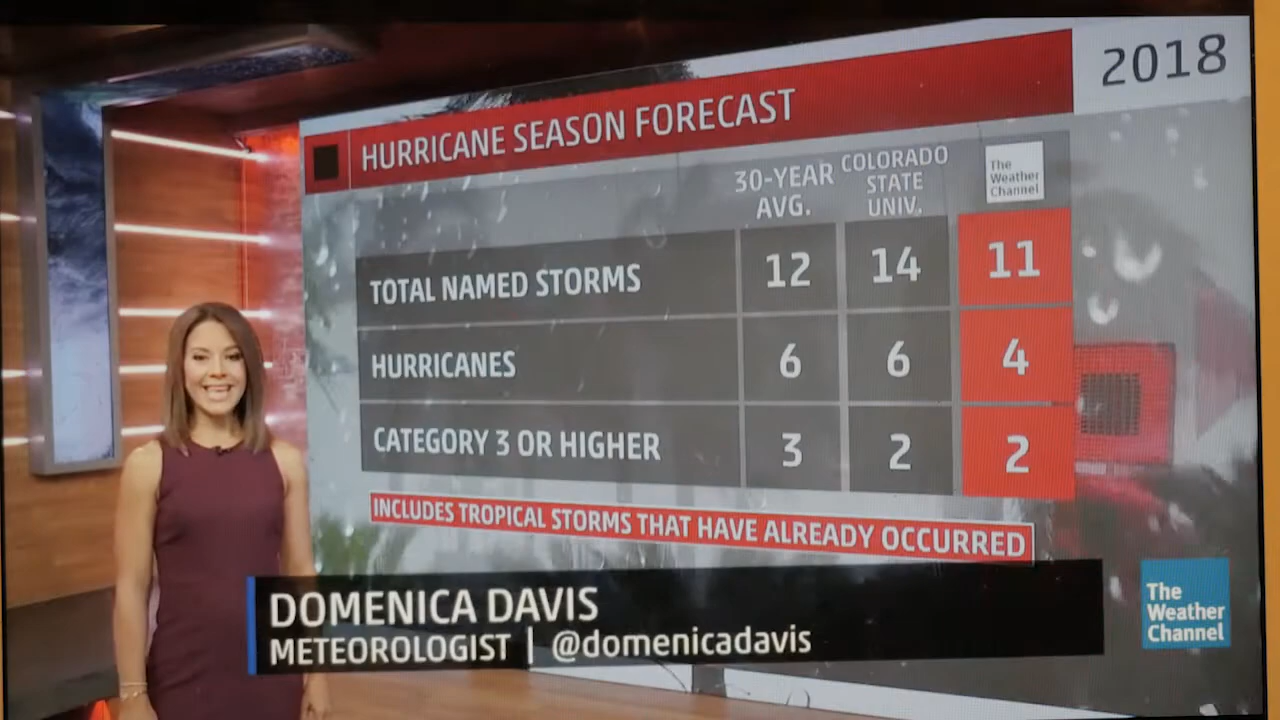 2018
HURRICANE SEASON FORECAST
30-YEAR
AVG.
COLORADO
STATE
UNIV.
The
Weather
Channel
TOTAL NAMED STORMS 12 14 11
HURRICANES 6 6 4
CATEGORY 3 OR HIGHER 3 2 2
INCLUDES TROPICAL STORMS THAT HAVE ALREADY OCCURRED
DOMENICA DAVIS
METEOROLOGIST | @domenicadavis
The
Weather
Channel